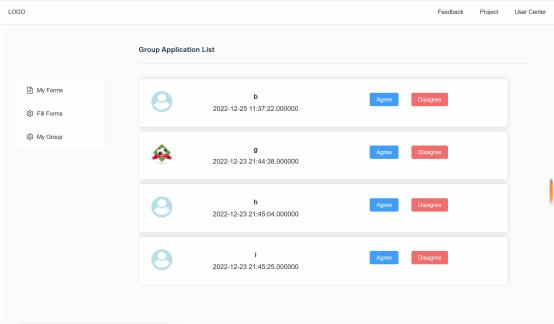 LOGO
Feedback Project User Center
Group Application List
My Forms
Fill Forms
My Group
b
2022-12-25 11:37:22.000000
Agree Disagree
g
2022-12-23 21:44:38.000000
Agree Disagree
h
2022-12-23 21:45:04.000000
Agree Disagree
i
2022-12-23 21:45:25.000000
Agree Disagree